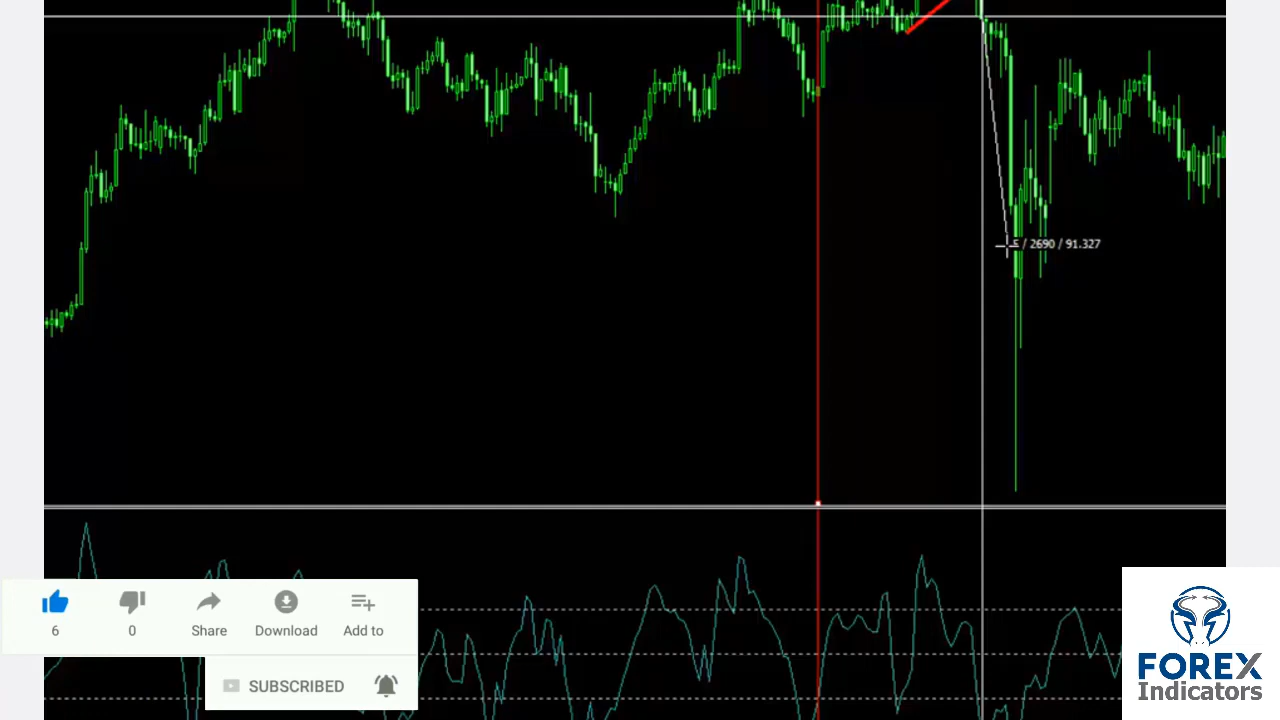 5 / 2690 / 91.327
6
0
Share
Download
Add to
SUBSCRIBED
FOREX
Indicators